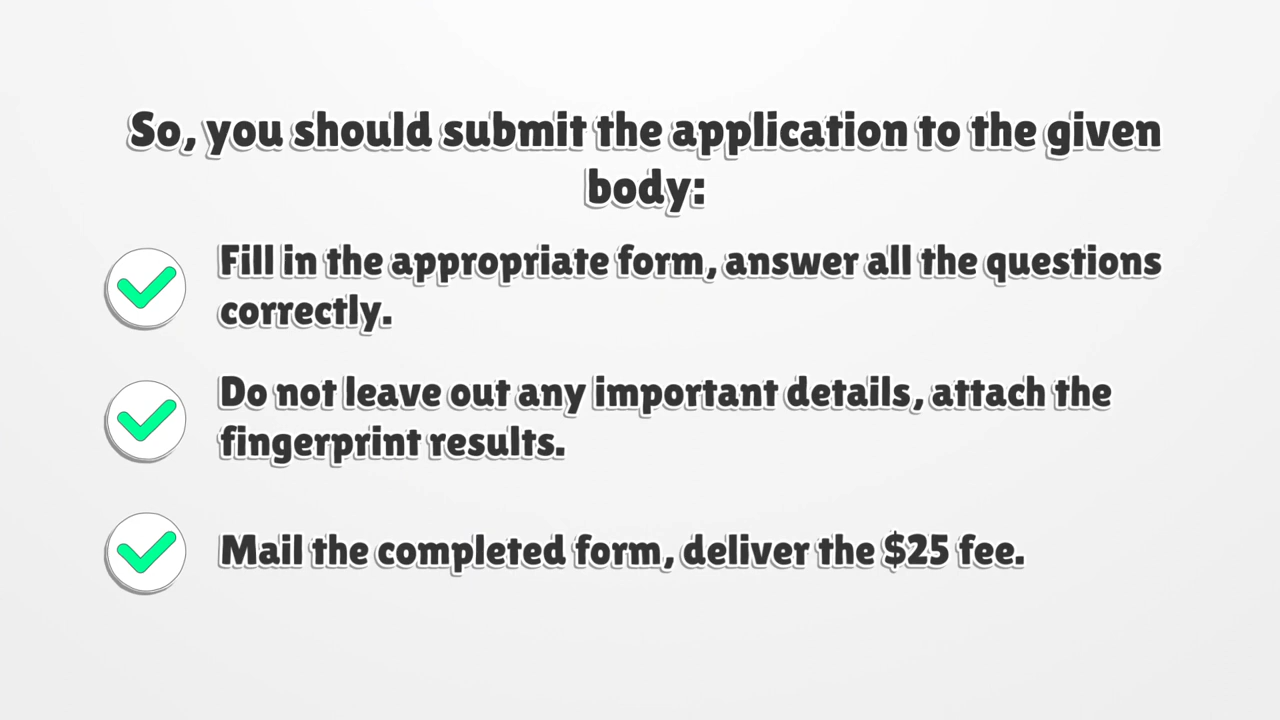 So, you should submit the application to the given
body:
Fill in the appropriate form, answer all the questions
correctly.
Do not leave out any important details, attach the
fingerprint results.
Mail the completed form, deliver the $25 fee.